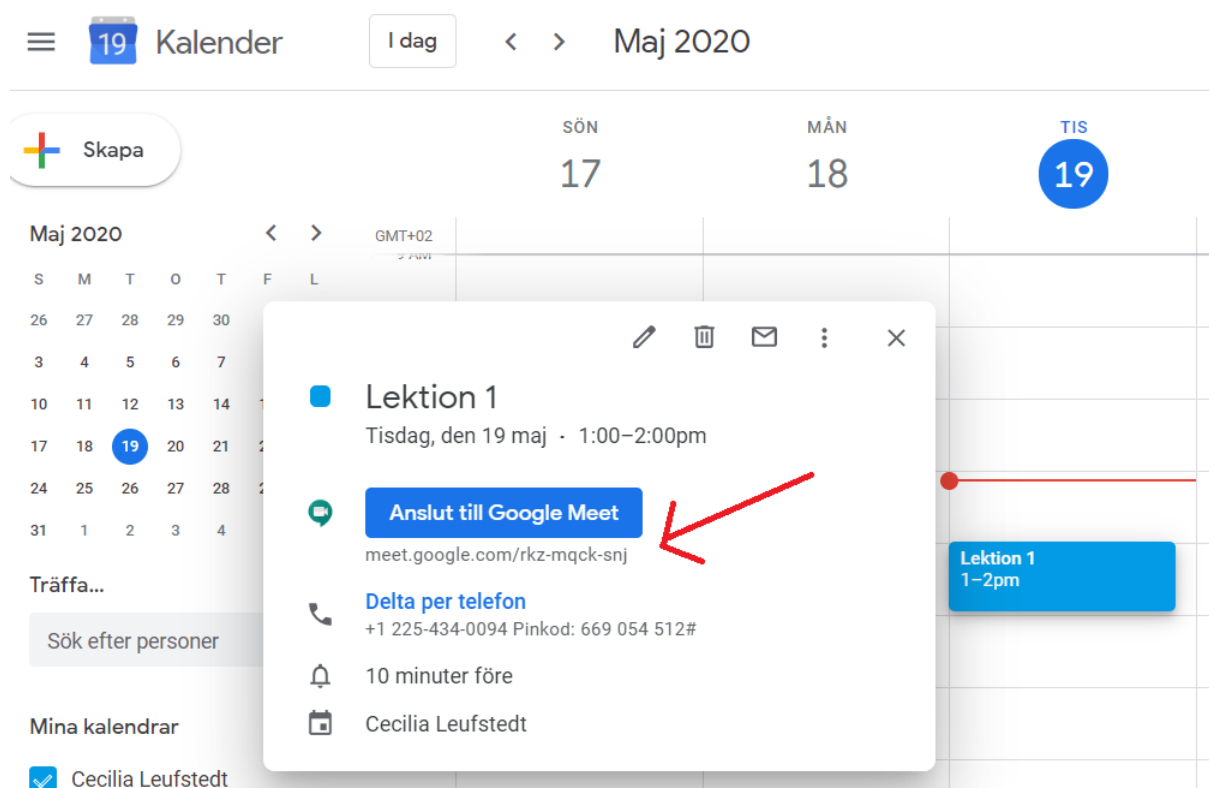 19 Kalender I dag Maj 2020
Skapa
SÖN MÅN TIS
17 18 19
Maj 2020
GMT+02
S M T O T F L
26 27 28 29 30
3 4 5 6 7
10 11 12 13 14
17 18 19 20 21
24 25 26 27 28
31 1 2 3 4
Träffa...
Sök efter personer
Mina kalendrar
Cecilia Leufstedt
Lektion 1
Tisdag, den 19 maj · 1:00–2:00pm
Anslut till Google Meet
meet.google.com/rkz-mqck-snj
Delta per telefon
+1 225-434-0094 Pinkod: 669 054 512#
10 minuter före
Cecilia Leufstedt
Lektion 1
1–2pm